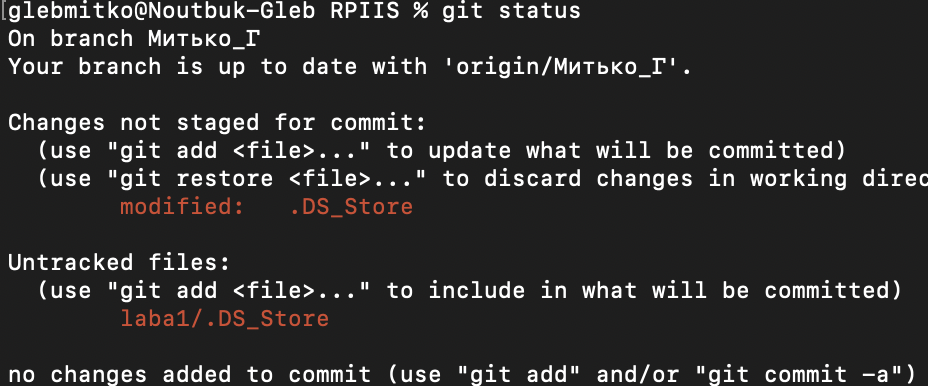 [glebmitko@Noutbuk-Gleb RPIIS % git status
On branch Митько_Г
Your branch is up to date with 'origin/Митько_Г'.
Changes not staged for commit:
(use "git add <file>..." to update what will be committed)
(use "git restore <file>..." to discard changes in working direc
modified: .DS_Store
Untracked files:
(use "git add <file>..." to include in what will be committed)
laba1/.DS_Store
no changes added to commit (use "git add" and/or "git commit -a")